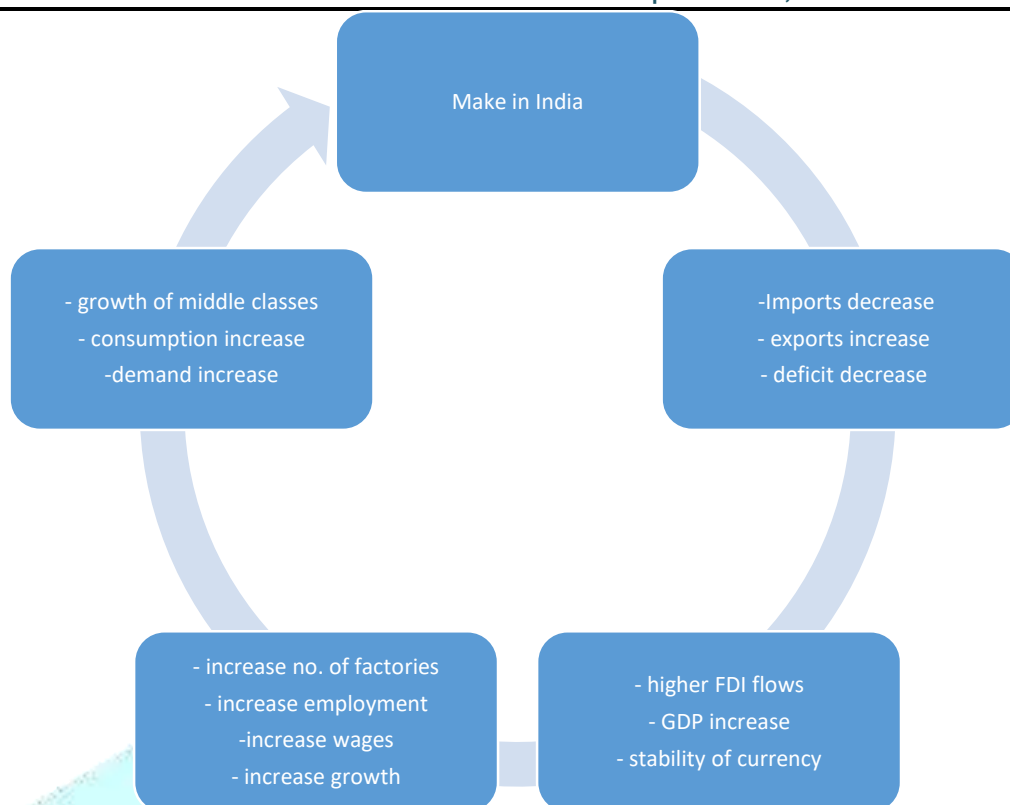 Make in India
-Imports decrease
- exports increase
- deficit decrease
- higher FDI flows
- GDP increase
- stability of currency
- increase no. of factories
- increase employment
-increase wages
- increase growth
- growth of middle classes
- consumption increase
-demand increase